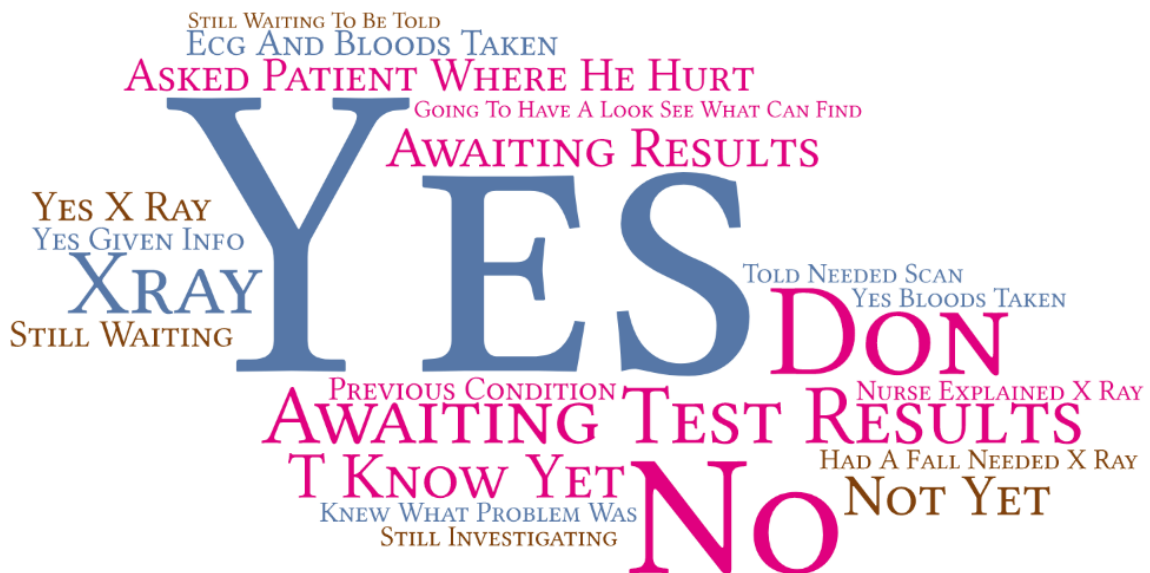 STILL WAITING TO BE TOLD
ECG AND BLOODS TAKEN
ASKED PATIENT WHERE HE HURT
GOING TO HAVE A LOOK SEE WHAT CAN FIND
AWAITING RESULTS
YES
YES X RAY
YES GIVEN INFO
XRAY
STILL WAITING
TOLD NEEDED SCAN
YES BLOODS TAKEN
DON
PREVIOUS CONDITION
NURSE EXPLAINED X RAY
AWAITING TEST RESULTS
T KNOW YET
NO
HAD A FALL NEEDED X RAY
NOT YET
KNEW WHAT PROBLEM WAS
STILL INVESTIGATING